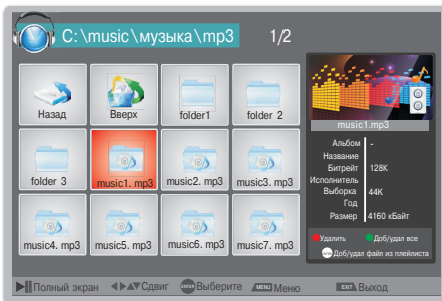 C:\music\музыка\mp3 1/2
Назад Вверх folder1 folder 2
folder 3 music1. mp3 music2. mp3 music3. mp3
music4. mp3 music5. mp3 music6. mp3 music7. mp3
music1.mp3
Альбом -
Название
Битрейт 128K
Исполнитель
Выборка 44K
Год
Размер 4160 кБайт
Удалить Доб/удал все
Доб/удал файл из плейлиста
Полный экран Сдвиг ENTER Выберите MENU Меню EXIT Выход